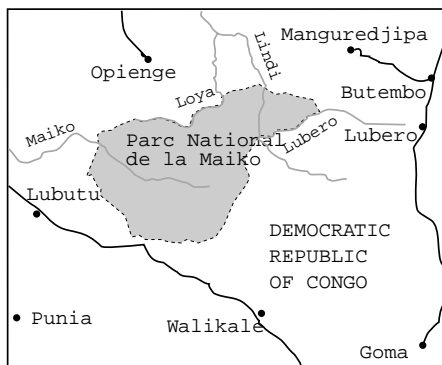 Manguredjipa
Lindi
Opienge
Butembo
Loya
Maiko
Parc National
de la Maiko
Lubero
Lubero
Lubutu
DEMOCRATIC
REPUBLIC
OF CONGO
Punia
Walikale
Goma